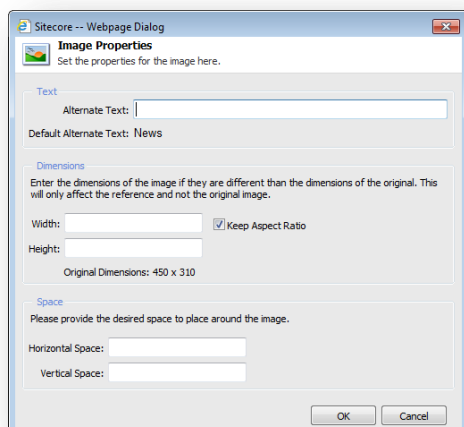 Sitecore -- Webpage Dialog
Image Properties
Set the properties for the image here.
Text
Alternate Text:
Default Alternate Text: News
Dimensions
Enter the dimensions of the image if they are different than the dimensions of the original. This
will only affect the reference and not the original image.
Width: Keep Aspect Ratio
Height:
Original Dimensions: 450 x 310
Space
Please provide the desired space to place around the image.
Horizontal Space:
Vertical Space:
OK Cancel